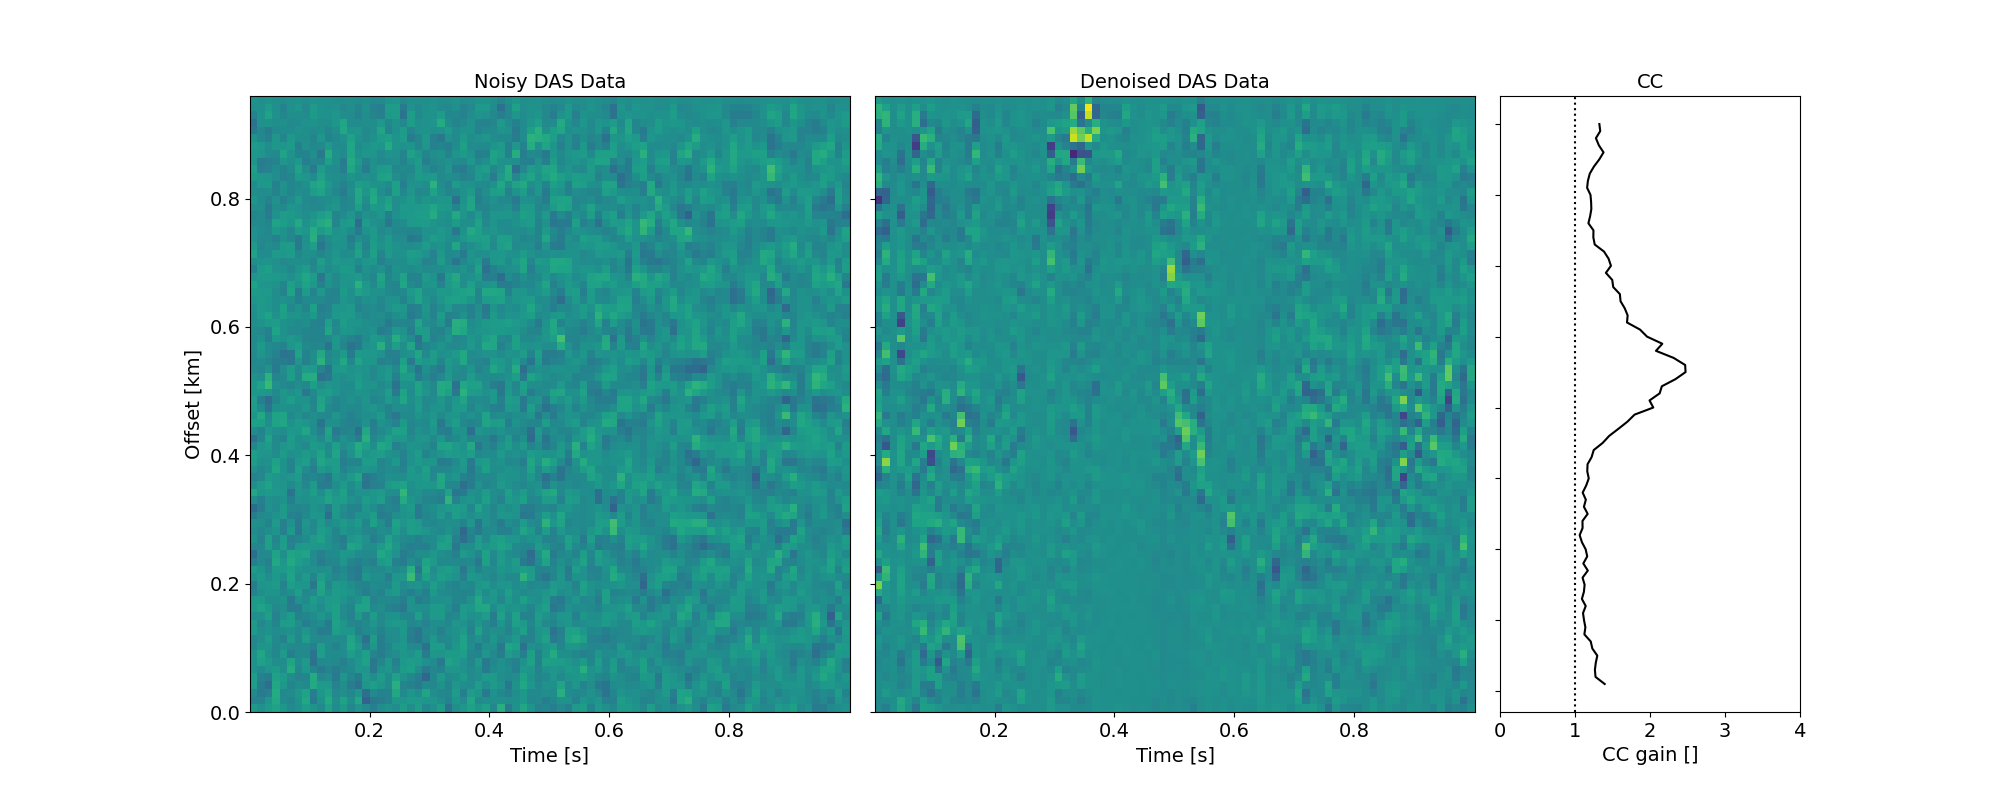 Noisy DAS Data
Denoised DAS Data
CC
Offset [km]
0.8
0.6
0.4
0.2
0.0
0.2 0.4 0.6 0.8
Time [s]
0.2 0.4 0.6 0.8
Time [s]
0 1 2 3 4
CC gain []